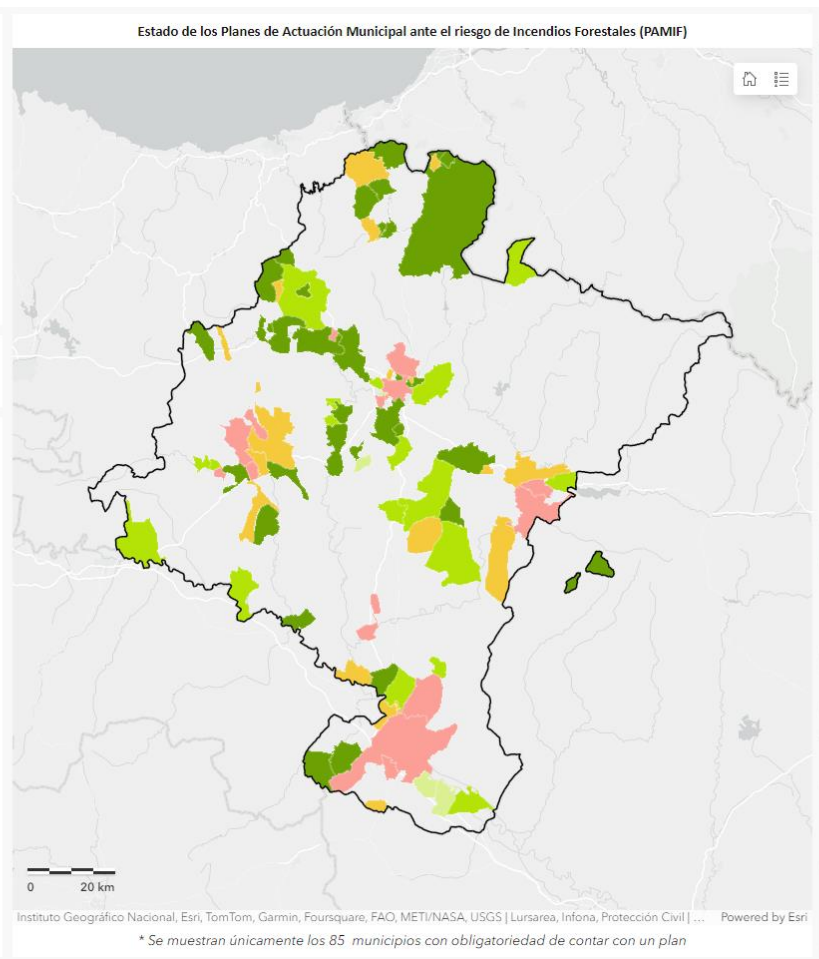 Estado de los Planes de Actuación Municipal ante el riesgo de Incendios Forestales (PAMIF)
0 20 km
Instituto Geográfico Nacional, Esri, TomTom, Garmin, Foursquare, FAO, METI/NASA, USGS | Lursarea, Infona, Protección Civil | ... Powered by Esri
* Se muestran únicamente los 85 municipios con obligatoriedad de contar con un plan